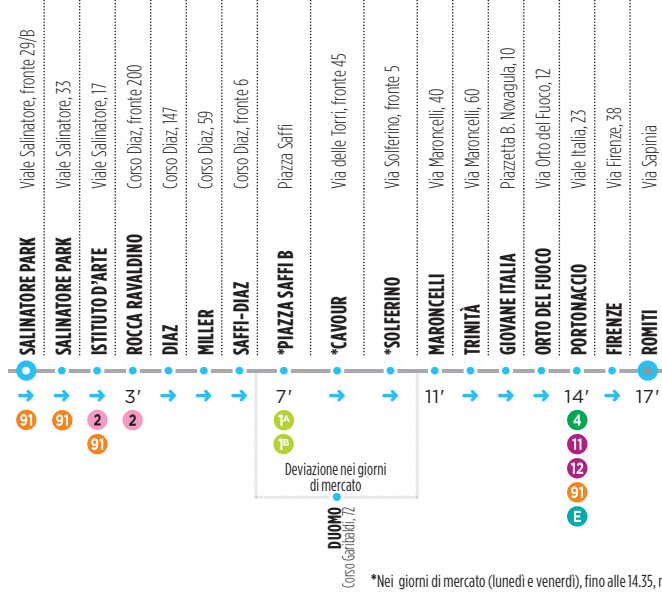 Viale Salinatore, fronte 29/B
Viale Salinatore, 33
Viale Salinatore, 17
Corso Diaz, fronte 200
Corso Diaz, 147
Corso Diaz, 59
Corso Diaz, fronte 6
Piazza Saffi
Via delle Torri, fronte 45
Via Solferino, fronte 5
Via Maroncelli, 40
Via Maroncelli, 60
Piazzetta B. Novagula, 10
Via Orto del Fuoco, 12
Viale Italia, 23
Via Firenze, 38
Via Sapinia
SALINATORE PARK
SALINATORE PARK
ISTITUTO D'ARTE
ROCCA RAVALDINO
DIAZ
MILLER
SAFFI-DIAZ
*PIAZZA SAFFI B
*CAVOUR
*SOLFERINO
MARONCELLI
TRINITÀ
GIOVANE ITALIA
ORTO DEL FUOCO
PORTONACCIO
FIRENZE
ROMITI
3' 7' 11' 14' 17'
91 91 2 2 1A 4
91 1B 11
12
91
E
Deviazione nei giorni
di mercato
DUOMO
Corso Garibaldi, 72
*Nei giorni di mercato (lunedì e venerdì), fino alle 14.35,